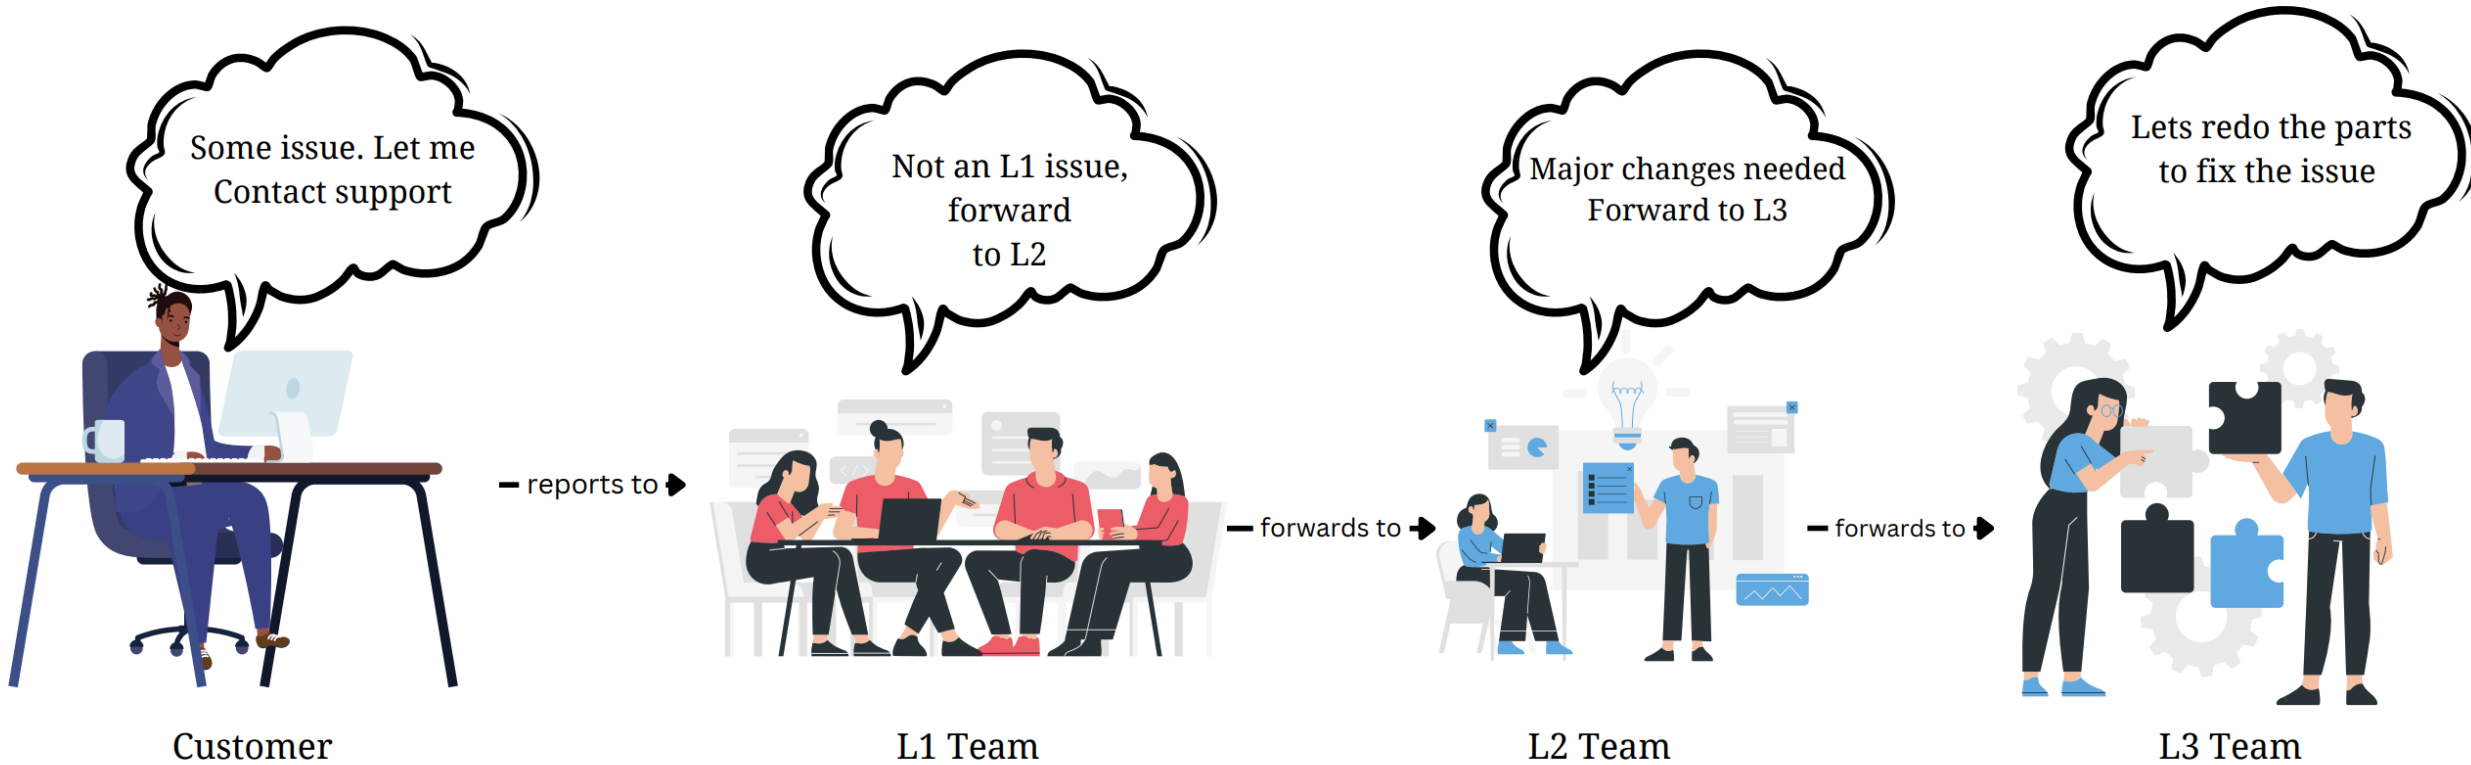 Some issue. Let me
Contact support
Not an L1 issue,
forward
to L2
Major changes needed
Forward to L3
Lets redo the parts
to fix the issue
reports to
forwards to
forwards to
Customer
L1 Team
L2 Team
L3 Team